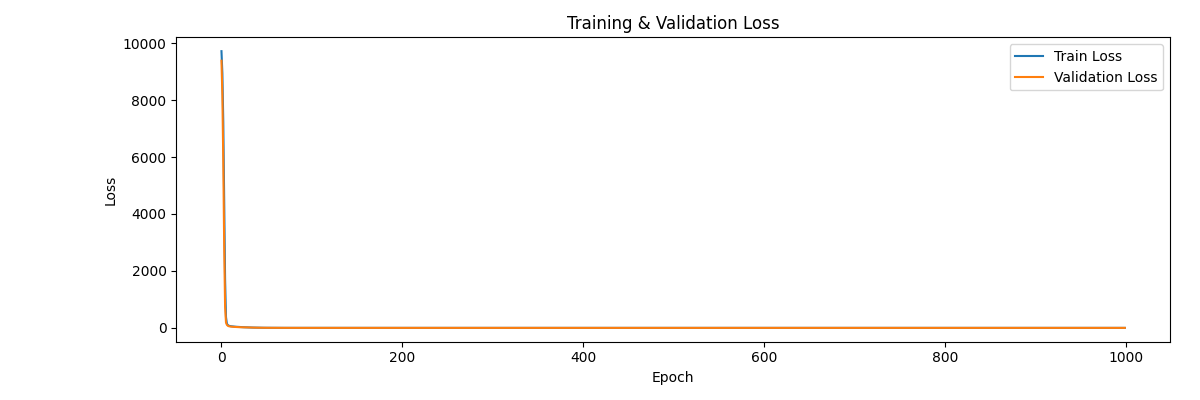 Training & Validation Loss
10000
8000
6000
4000
2000
0
Loss
Train Loss
Validation Loss
0 200 400 600 800 1000
Epoch